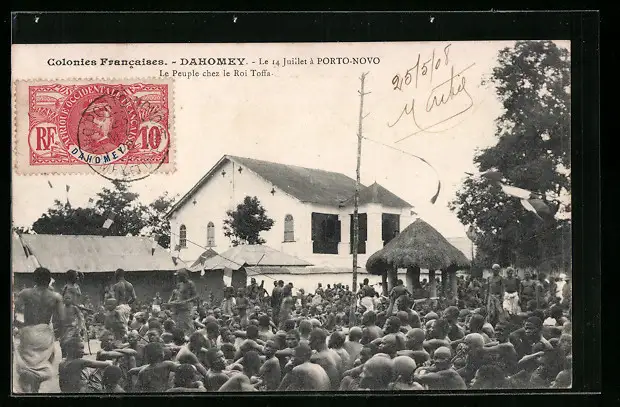 Colonies Françaises. - DAHOMEY. - Le 14 Juillet à PORTO-NOVO
Le Peuple chez le Roi Toffa.
25/5/08
RF
AFRIQUE OCCIDENTALE FRANÇAISE
10
DAHOMEY